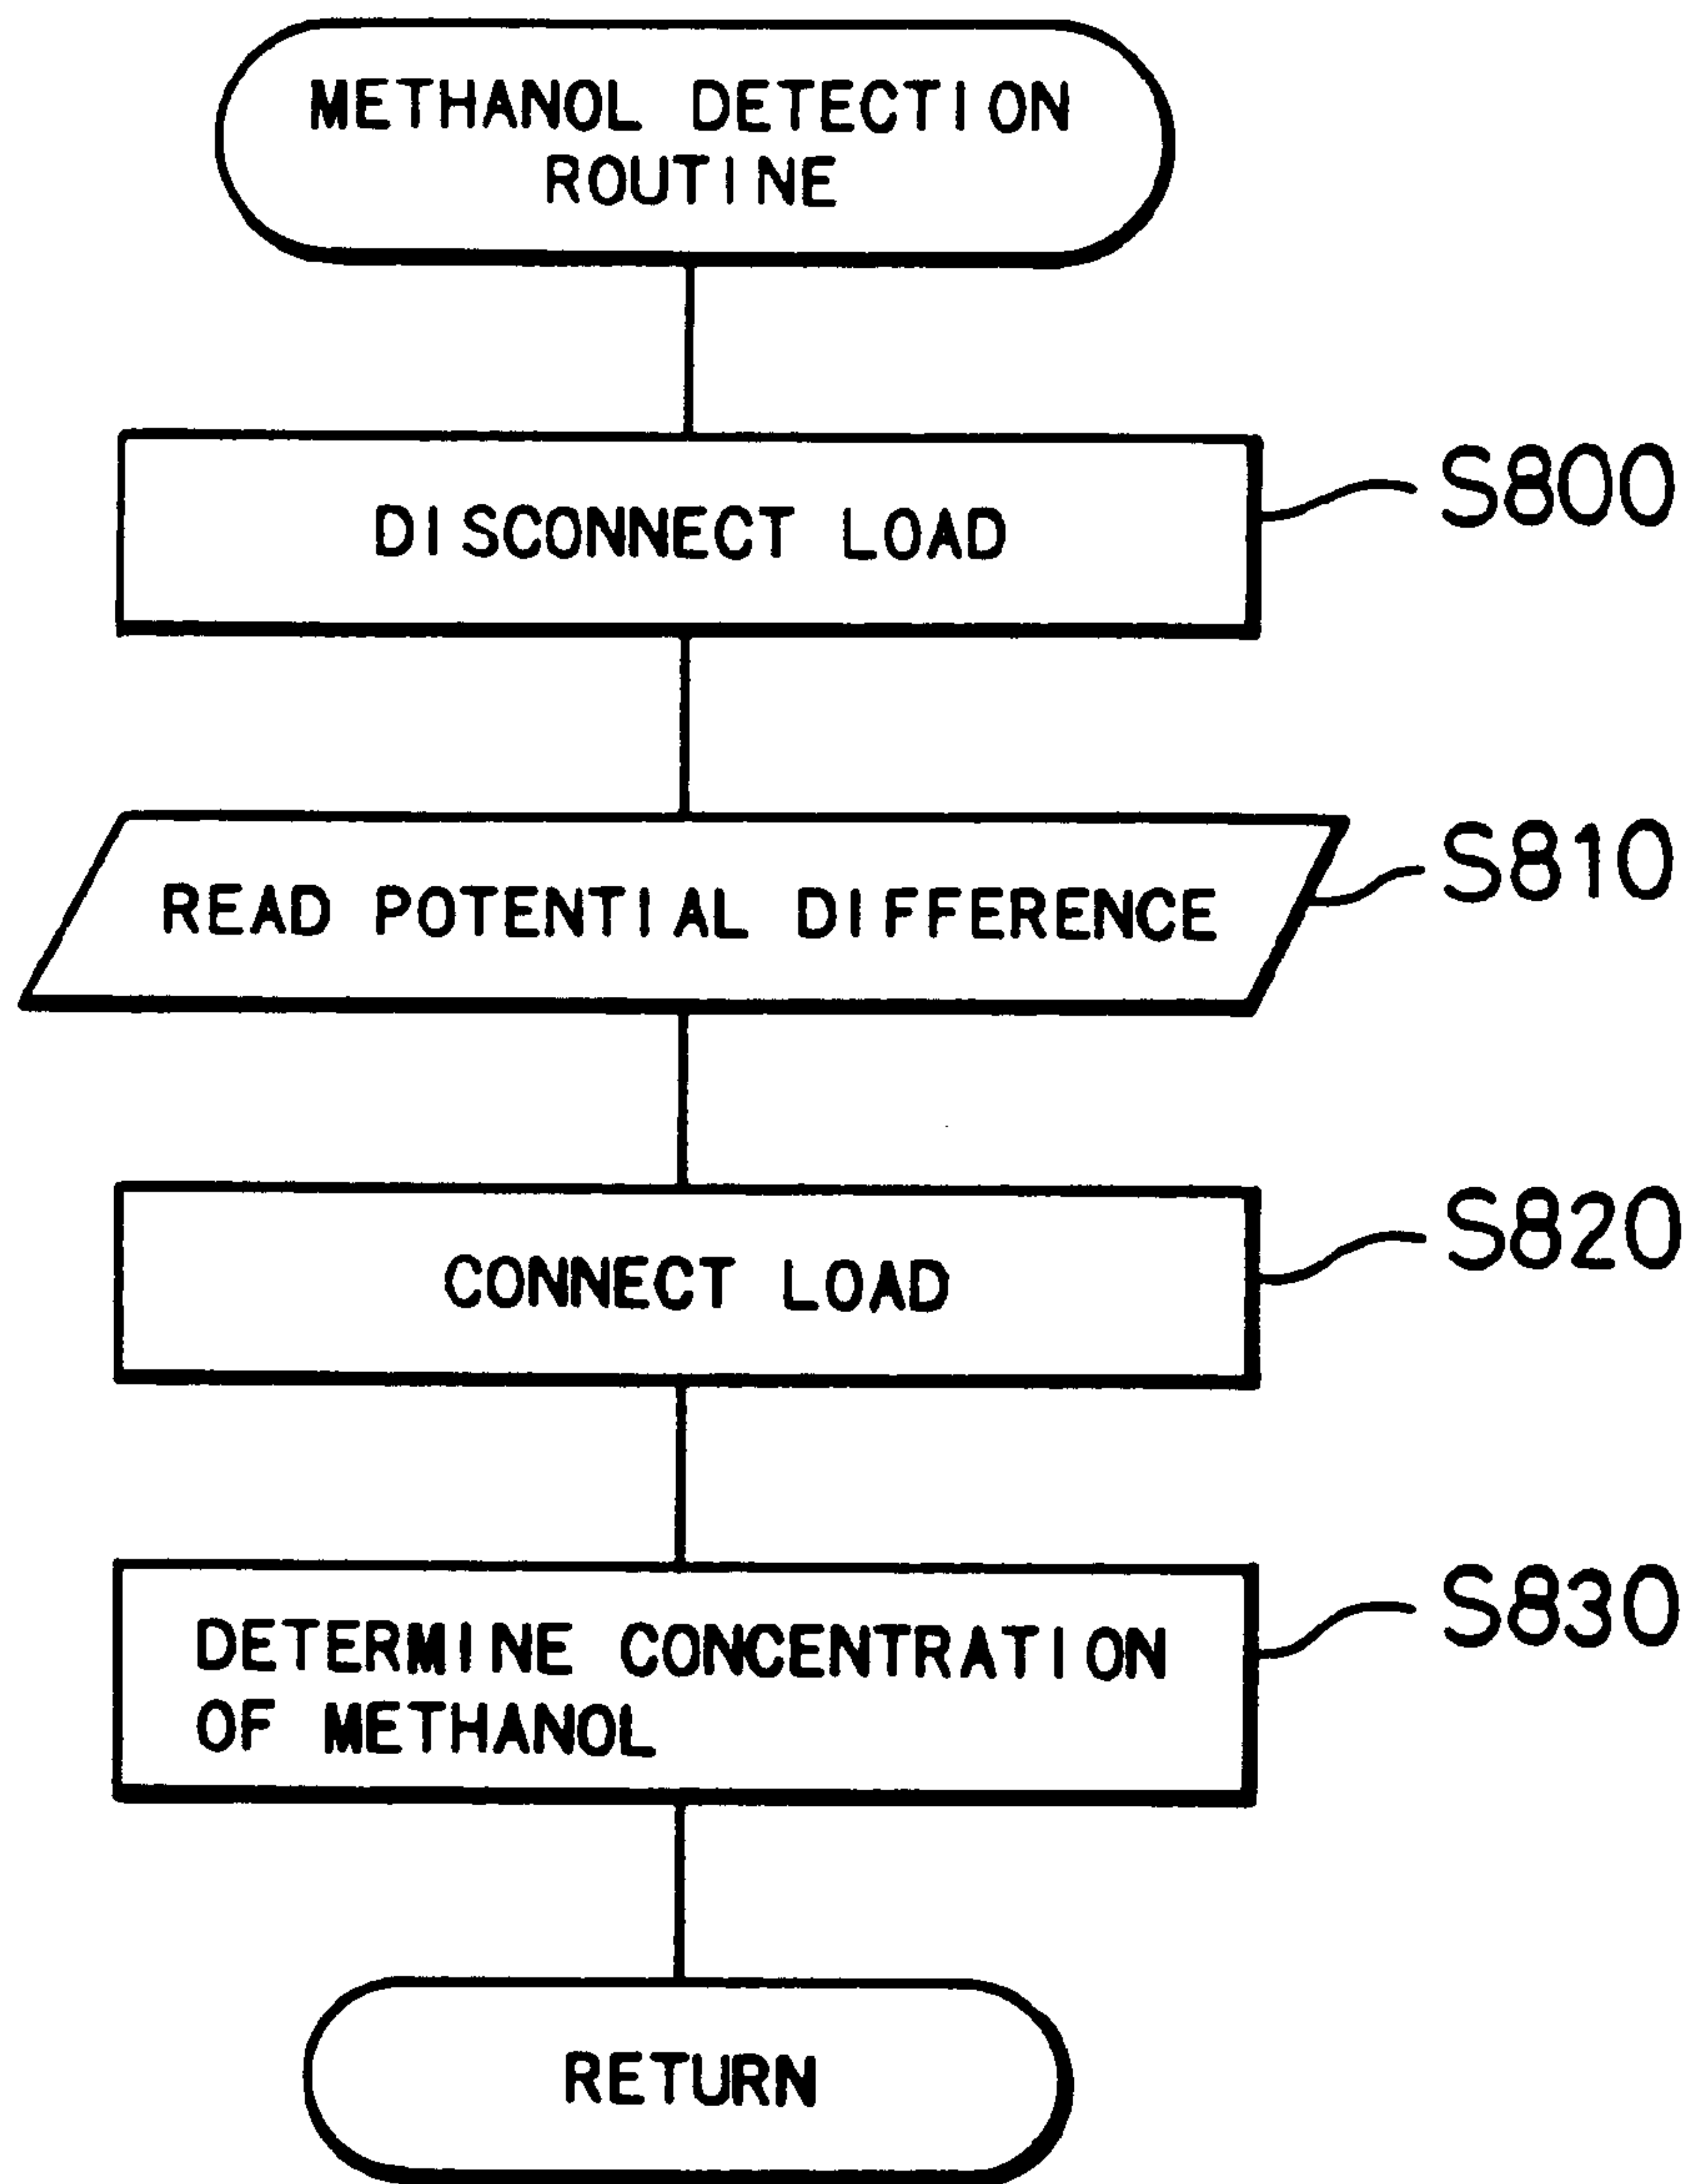 METHANOL DETECTION
ROUTINE
DISCONNECT LOAD
S800
READ POTENTIAL DIFFERENCE
S810
CONNECT LOAD
S820
DETERMINE CONCENTRATION
OF METHANOL
S830
RETURN